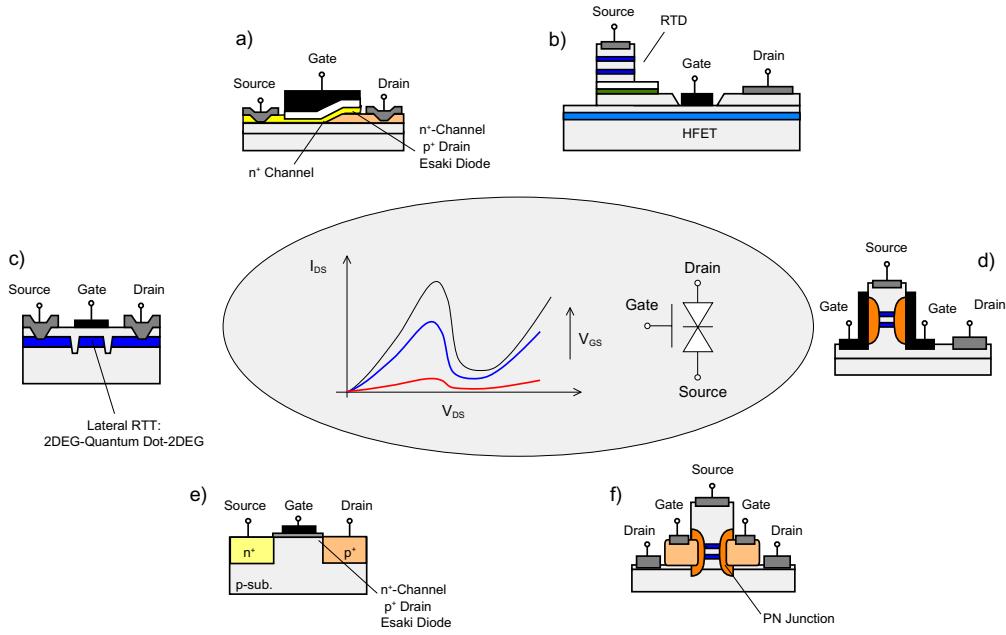 a)
Gate
Source
Drain
n⁺-Channel
p⁺ Drain
Esaki Diode
n⁺ Channel
b)
Source
RTD
Gate
Drain
HFET
c)
Source
Gate
Drain
Lateral RTT:
2DEG-Quantum Dot-2DEG
I_DS
V_DS
V_GS
Drain
Gate
Source
d)
Source
Gate
Gate
Drain
e)
Source
Gate
Drain
n⁺
p⁺
p-sub.
n⁺-Channel
p⁺ Drain
Esaki Diode
f)
Source
Gate
Gate
Drain
Drain
PN Junction